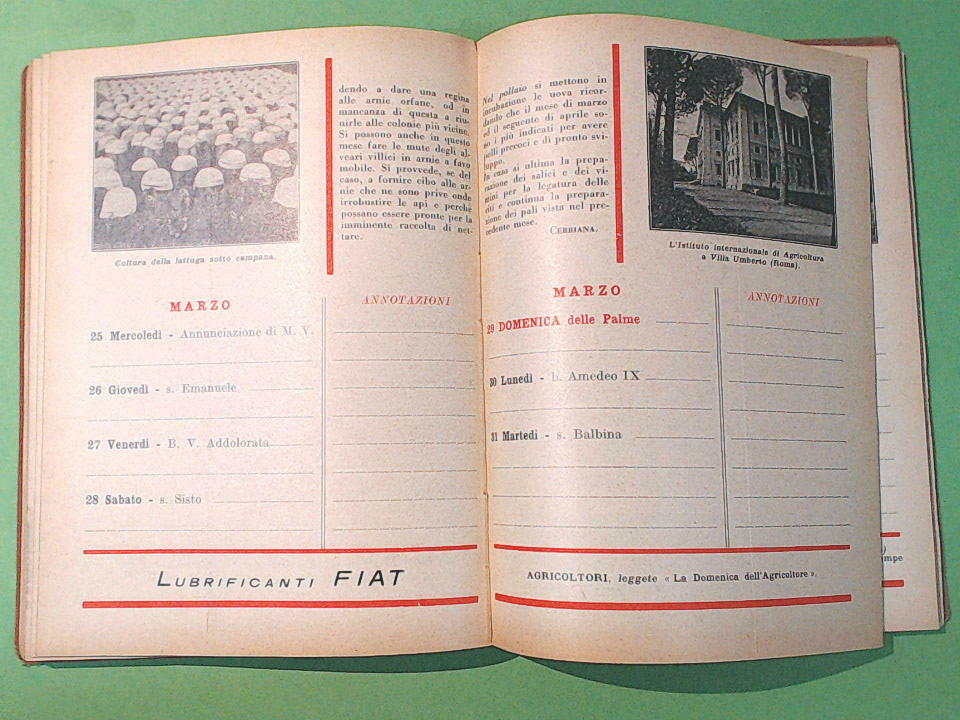 dendo a dare una regina
alle arnie orfane, od in
mancanza di questa a riu-
nirle alle colonie più vicine.
Si possono anche in questo
mese fare le mute degli al-
veari villici in arnie a favo
mobile. Si provvede, se del
caso, a fornire cibo alle ar-
nie che ne sono prive onde
irrobustire le api e perchè
possano essere pronte per la
imminente raccolta di net-
tare.
Coltura della lattuga sotto campana.
MARZO
ANNOTAZIONI
25 Mercoledì - Annunciazione di M. V.
26 Giovedì - s. Emanuele
27 Venerdì - B. V. Addolorata
28 Sabato - s. Sisto
LUBRIFICANTI FIAT
Nel pollaio si mettono in
incubazione le uova ricor-
dando che il mese di marzo
ed il seguente di aprile so-
no i più indicati per avere
polli precoci e di pronto svi-
luppo.
In casa si ultima la prepa-
razione dei salici e dei vi-
mini per la legatura delle
viti e continua la prepara-
zione dei pali vista nel pre-
cedente mese.
CERBIANA.
L'Istituto internazionale di Agricoltura
a Villa Umberto (Roma).
MARZO
ANNOTAZIONI
29 DOMENICA delle Palme
30 Lunedì - b. Amedeo IX
31 Martedì - s. Balbina
AGRICOLTORI, leggete « La Domenica dell'Agricoltore ».